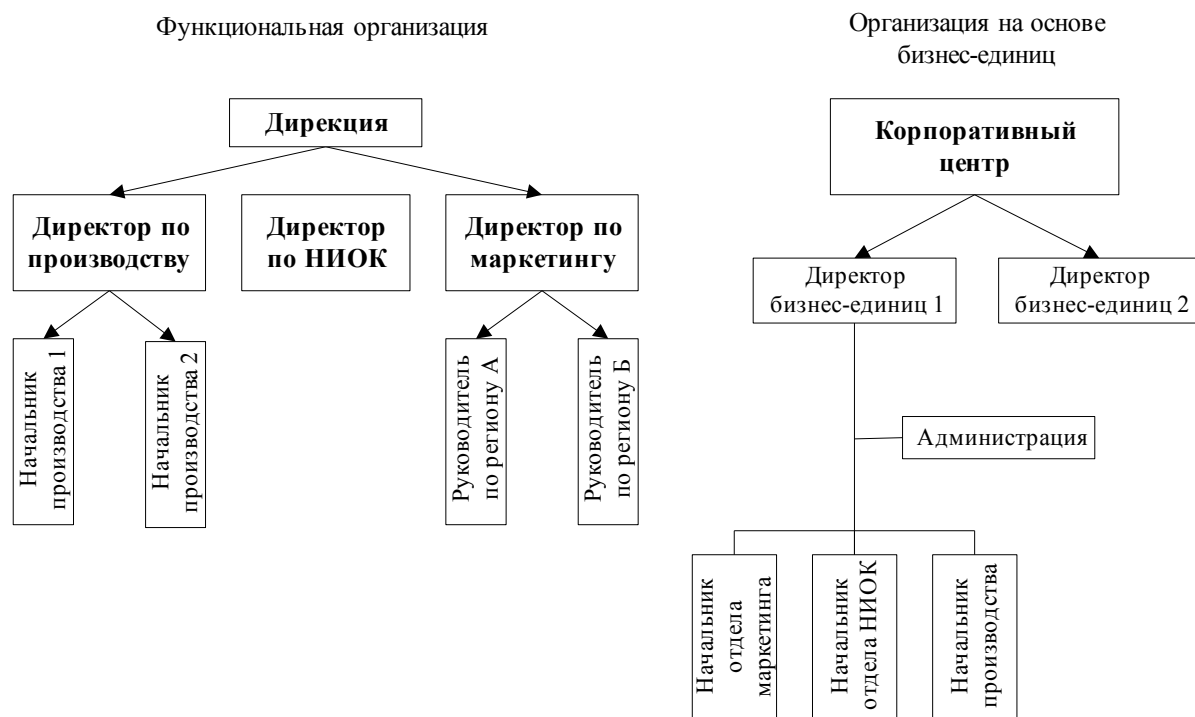 Функциональная организация
Организация на основе
бизнес-единиц
Дирекция
Директор по
производству
Директор
по НИОК
Директор по
маркетингу
Начальник
производства 1
Начальник
производства 2
Руководитель
по региону А
Руководитель
по региону Б
Корпоративный
центр
Директор
бизнес-единиц 1
Директор
бизнес-единиц 2
Администрация
Начальник
отдела
маркетинга
Начальник
отдела НИОК
Начальник
производства